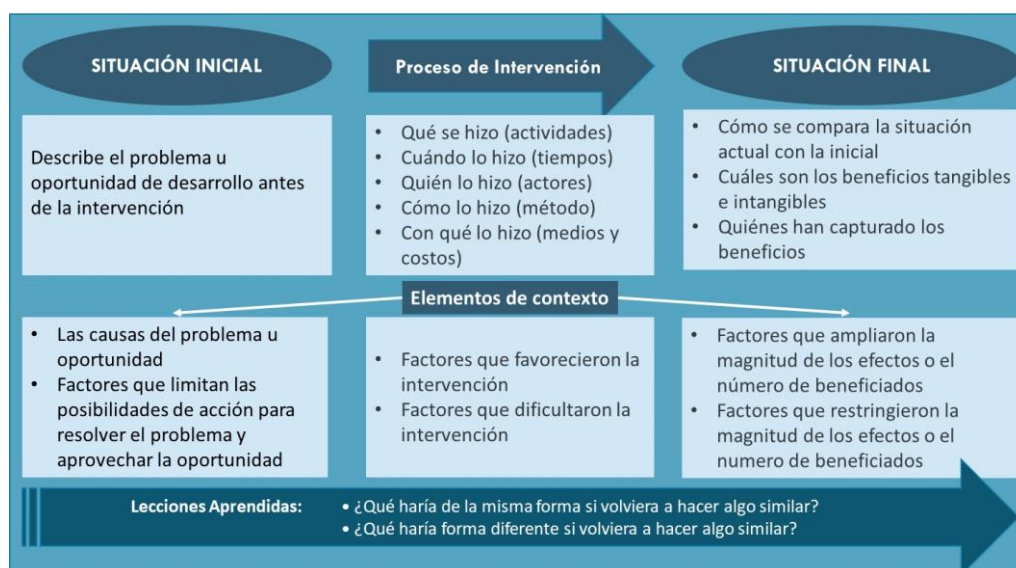 SITUACIÓN INICIAL
Proceso de Intervención
SITUACIÓN FINAL
Describe el problema u
oportunidad de desarrollo antes
de la intervención
• Qué se hizo (actividades)
• Cuándo lo hizo (tiempos)
• Quién lo hizo (actores)
• Cómo lo hizo (método)
• Con qué lo hizo (medios y
costos)
• Cómo se compara la situación
actual con la inicial
• Cuáles son los beneficios tangibles
e intangibles
• Quiénes han capturado los
beneficios
Elementos de contexto
• Las causas del problema u
oportunidad
• Factores que limitan las
posibilidades de acción para
resolver el problema y
aprovechar la oportunidad
• Factores que favorecieron la
intervención
• Factores que dificultaron la
intervención
• Factores que ampliaron la
magnitud de los efectos o el
número de beneficiados
• Factores que restringieron la
magnitud de los efectos o el
numero de beneficiados
Lecciones Aprendidas: • ¿Qué haría de la misma forma si volviera a hacer algo similar?
• ¿Qué haría forma diferente si volviera a hacer algo similar?